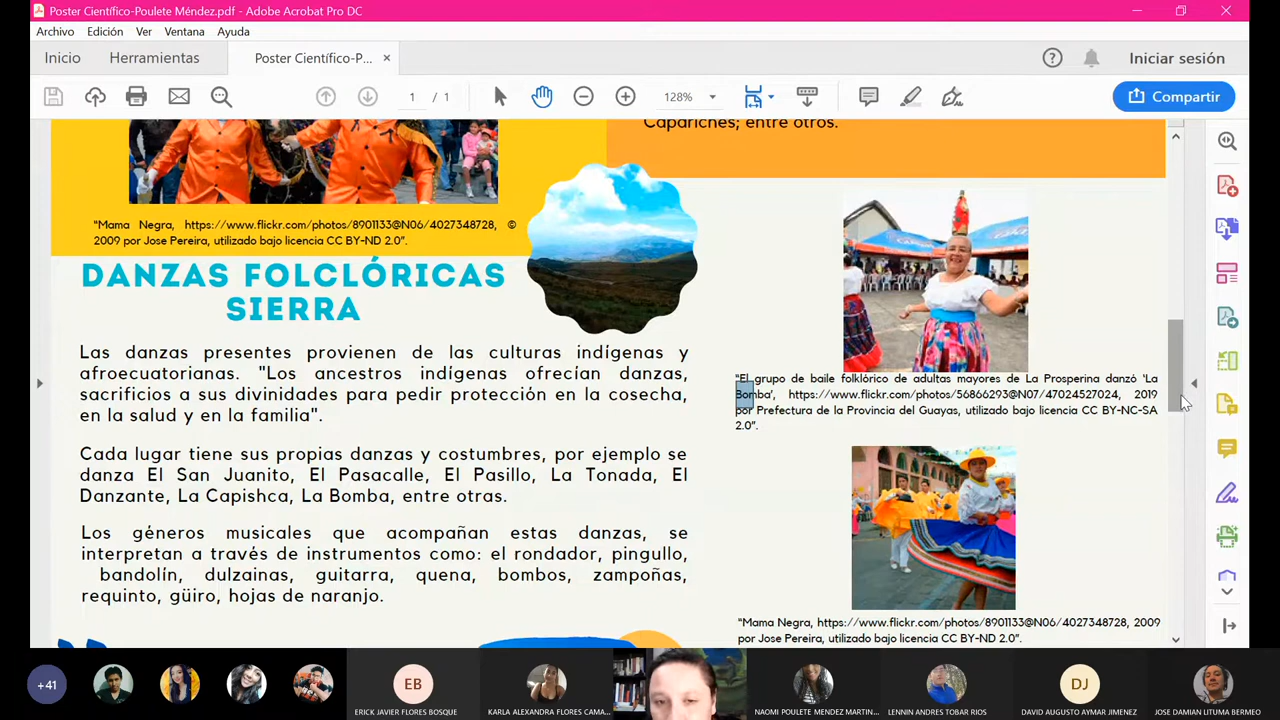 Poster Científico-Poulete Méndez.pdf - Adobe Acrobat Pro DC
Archivo Edición Ver Ventana Ayuda
Inicio Herramientas Poster Científico-P... Iniciar sesión
1 / 1 128% Compartir
Capariches; entre otros.
"Mama Negra, https://www.flickr.com/photos/8901133@N06/4027348728, ©
2009 por Jose Pereira, utilizado bajo licencia CC BY-ND 2.0".
DANZAS FOLCLÓRICAS
SIERRA
Las danzas presentes provienen de las culturas indígenas y
afroecuatorianas. "Los ancestros indígenas ofrecían danzas,
sacrificios a sus divinidades para pedir protección en la cosecha,
en la salud y en la familia".
Cada lugar tiene sus propias danzas y costumbres, por ejemplo se
danza El San Juanito, El Pasacalle, El Pasillo, La Tonada, El
Danzante, La Capishca, La Bomba, entre otras.
Los géneros musicales que acompañan estas danzas, se
interpretan a través de instrumentos como: el rondador, pingullo,
bandolín, dulzainas, guitarra, quena, bombos, zampoñas,
requinto, güiro, hojas de naranjo.
"El grupo de baile folklórico de adultas mayores de La Prosperina danzó 'La
Bomba', https://www.flickr.com/photos/56866293@N07/47024527024, 2019
por Prefectura de la Provincia del Guayas, utilizado bajo licencia CC BY-NC-SA
2.0".
"Mama Negra, https://www.flickr.com/photos/8901133@N06/4027348728, 2009
por Jose Pereira, utilizado bajo licencia CC BY-ND 2.0".
+41
EB
DJ
ERICK JAVIER FLORES BOSQUE
KARLA ALEXANDRA FLORES CAMA...
NAOMI POULETE MENDEZ MARTIN...
LENNIN ANDRES TOBAR RIOS
DAVID AUGUSTO AYMAR JIMENEZ
JOSE DAMIAN LITUMA BERMEO